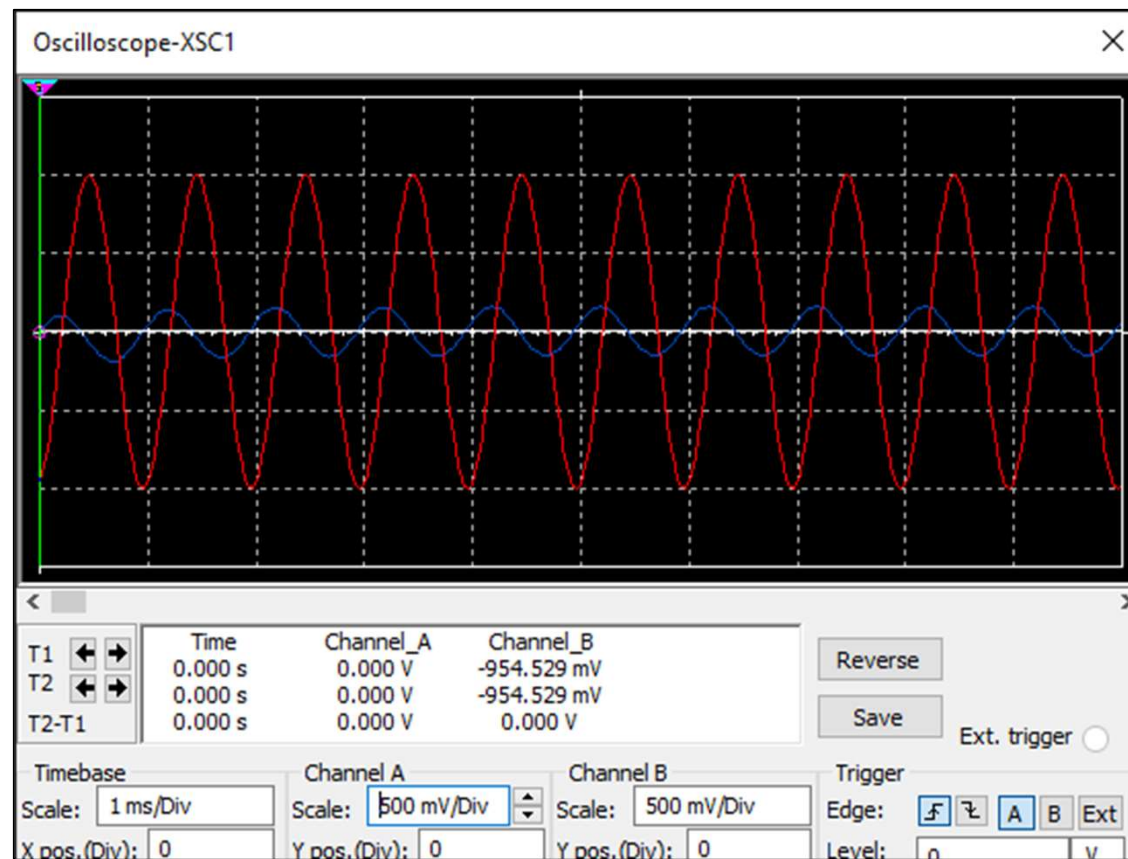 Oscilloscope-XSC1
Time Channel_A Channel_B
T1 0.000 s 0.000 V -954.529 mV
T2 0.000 s 0.000 V -954.529 mV
T2-T1 0.000 s 0.000 V 0.000 V
Reverse
Save
Ext. trigger
Timebase
Scale: 1 ms/Div
X pos.(Div): 0
Channel A
Scale: 500 mV/Div
Y pos.(Div): 0
Channel B
Scale: 500 mV/Div
Y pos.(Div): 0
Trigger
Edge: A B Ext
Level: 0 V